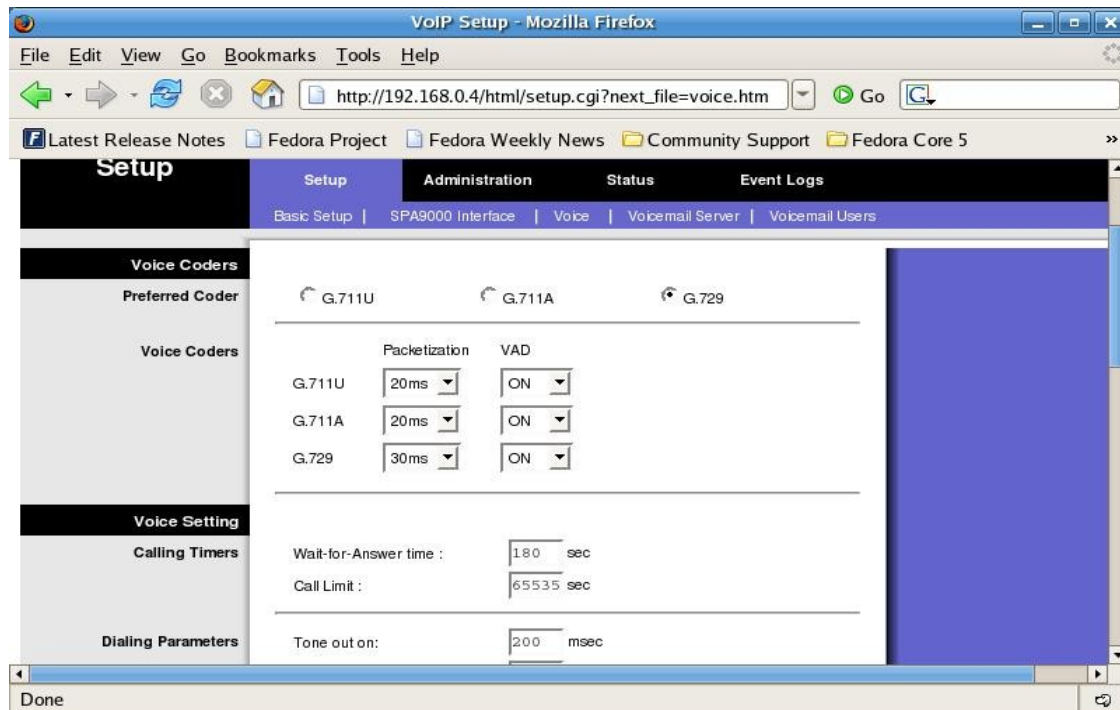 VoIP Setup - Mozilla Firefox
File Edit View Go Bookmarks Tools Help
http://192.168.0.4/html/setup.cgi?next_file=voice.htm Go G
Latest Release Notes Fedora Project Fedora Weekly News Community Support Fedora Core 5 »
Setup
Setup Administration Status Event Logs
Basic Setup | SPA9000 Interface | Voice | Voicemail Server | Voicemail Users
Voice Coders
Preferred Coder G.711U G.711A G.729
Voice Coders Packetization VAD
G.711U 20ms ON
G.711A 20ms ON
G.729 30ms ON
Voice Setting
Calling Timers Wait-for-Answer time : 180 sec
Call Limit : 65535 sec
Dialing Parameters Tone out on: 200 msec
Done